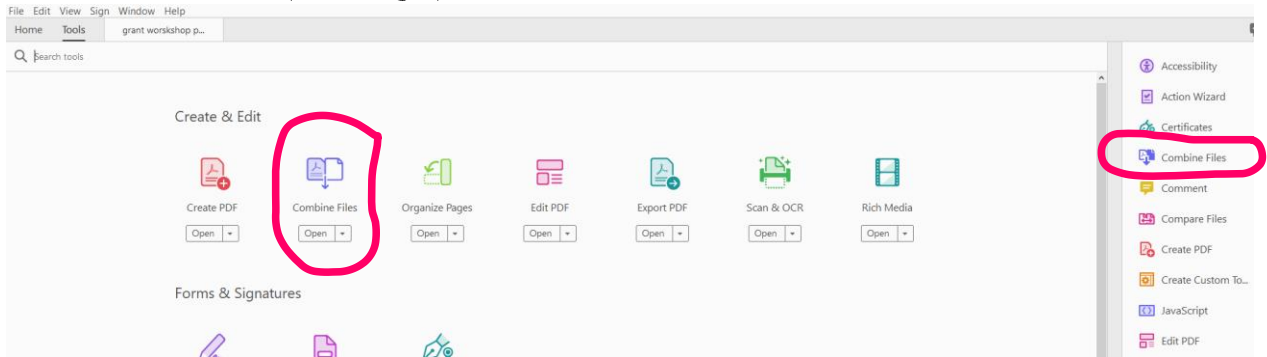 File Edit View Sign Window Help
Home Tools grant worskshop p...
Search tools
Create & Edit
Create PDF Combine Files Organize Pages Edit PDF Export PDF Scan & OCR Rich Media
Open Open Open Open Open Open Open
Forms & Signatures
Accessibility
Action Wizard
Certificates
Combine Files
Comment
Compare Files
Create PDF
Create Custom To...
JavaScript
Edit PDF